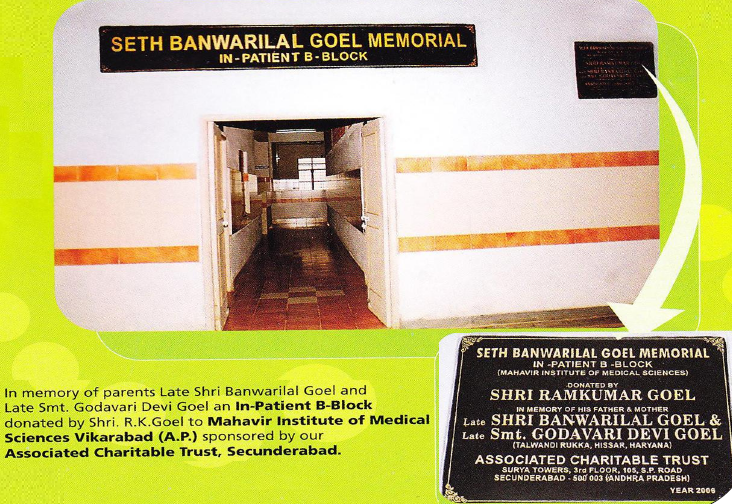 SETH BANWARILAL GOEL MEMORIAL
IN-PATIENT B-BLOCK
In memory of parents Late Shri Banwarilal Goel and
Late Smt. Godavari Devi Goel an In-Patient B-Block
donated by Shri. R.K.Goel to Mahavir Institute of Medical
Sciences Vikarabad (A.P.) sponsored by our
Associated Charitable Trust, Secunderabad.
SETH BANWARILAL GOEL MEMORIAL
IN-PATIENT B-BLOCK
(MAHAVIR INSTITUTE OF MEDICAL SCIENCES)
DONATED BY
SHRI RAMKUMAR GOEL
IN MEMORY OF HIS FATHER & MOTHER
Late SHRI BANWARILAL GOEL &
Late Smt. GODAVARI DEVI GOEL
(TALWANDI RUKKA, HISSAR, HARYANA)
ASSOCIATED CHARITABLE TRUST
SURYA TOWERS, 3rd FLOOR, 105, S.P. ROAD
SECUNDERABAD - 500 003 (ANDHRA PRADESH)
YEAR 2006